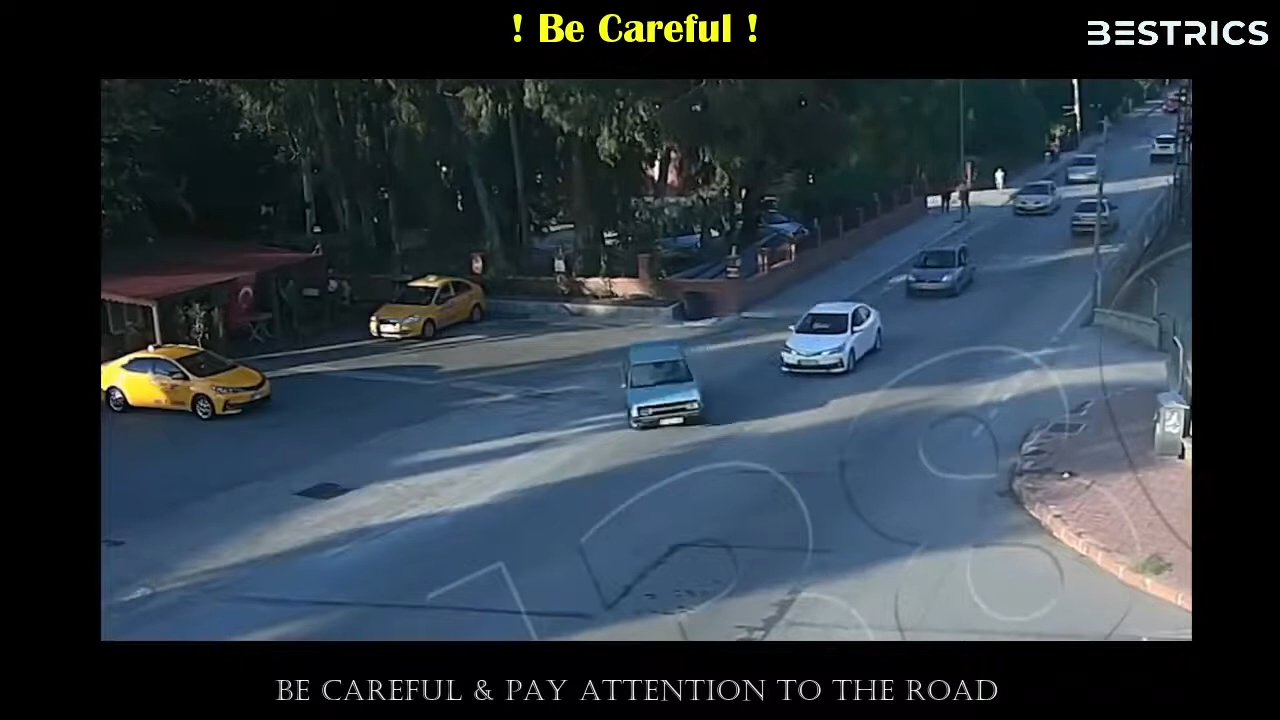 ! Be Careful !
BESTRICS
BE CAREFUL & PAY ATTENTION TO THE ROAD